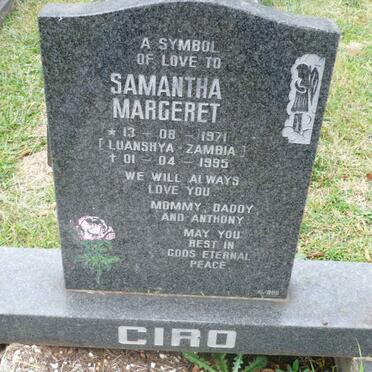 A SYMBOL
OF LOVE TO
SAMANTHA
MARGERET
* 13 - 08 - 1971
[ LUANSHYA - ZAMBIA ]
✝ 01 - 04 - 1995
WE WILL ALWAYS
LOVE YOU
MOMMY, DADDY
AND ANTHONY
MAY YOU
REST IN
GODS ETERNAL
PEACE
CIRO